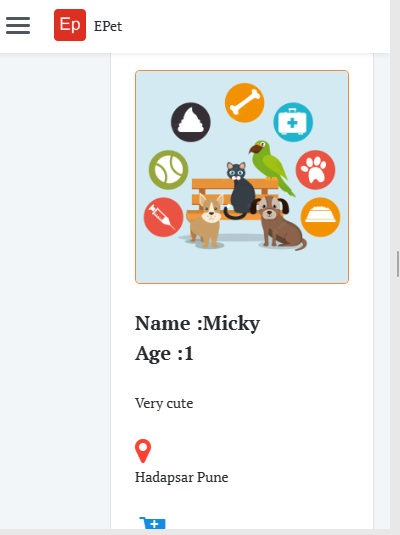 Ep EPet
Name :Micky
Age :1
Very cute
Hadapsar Pune